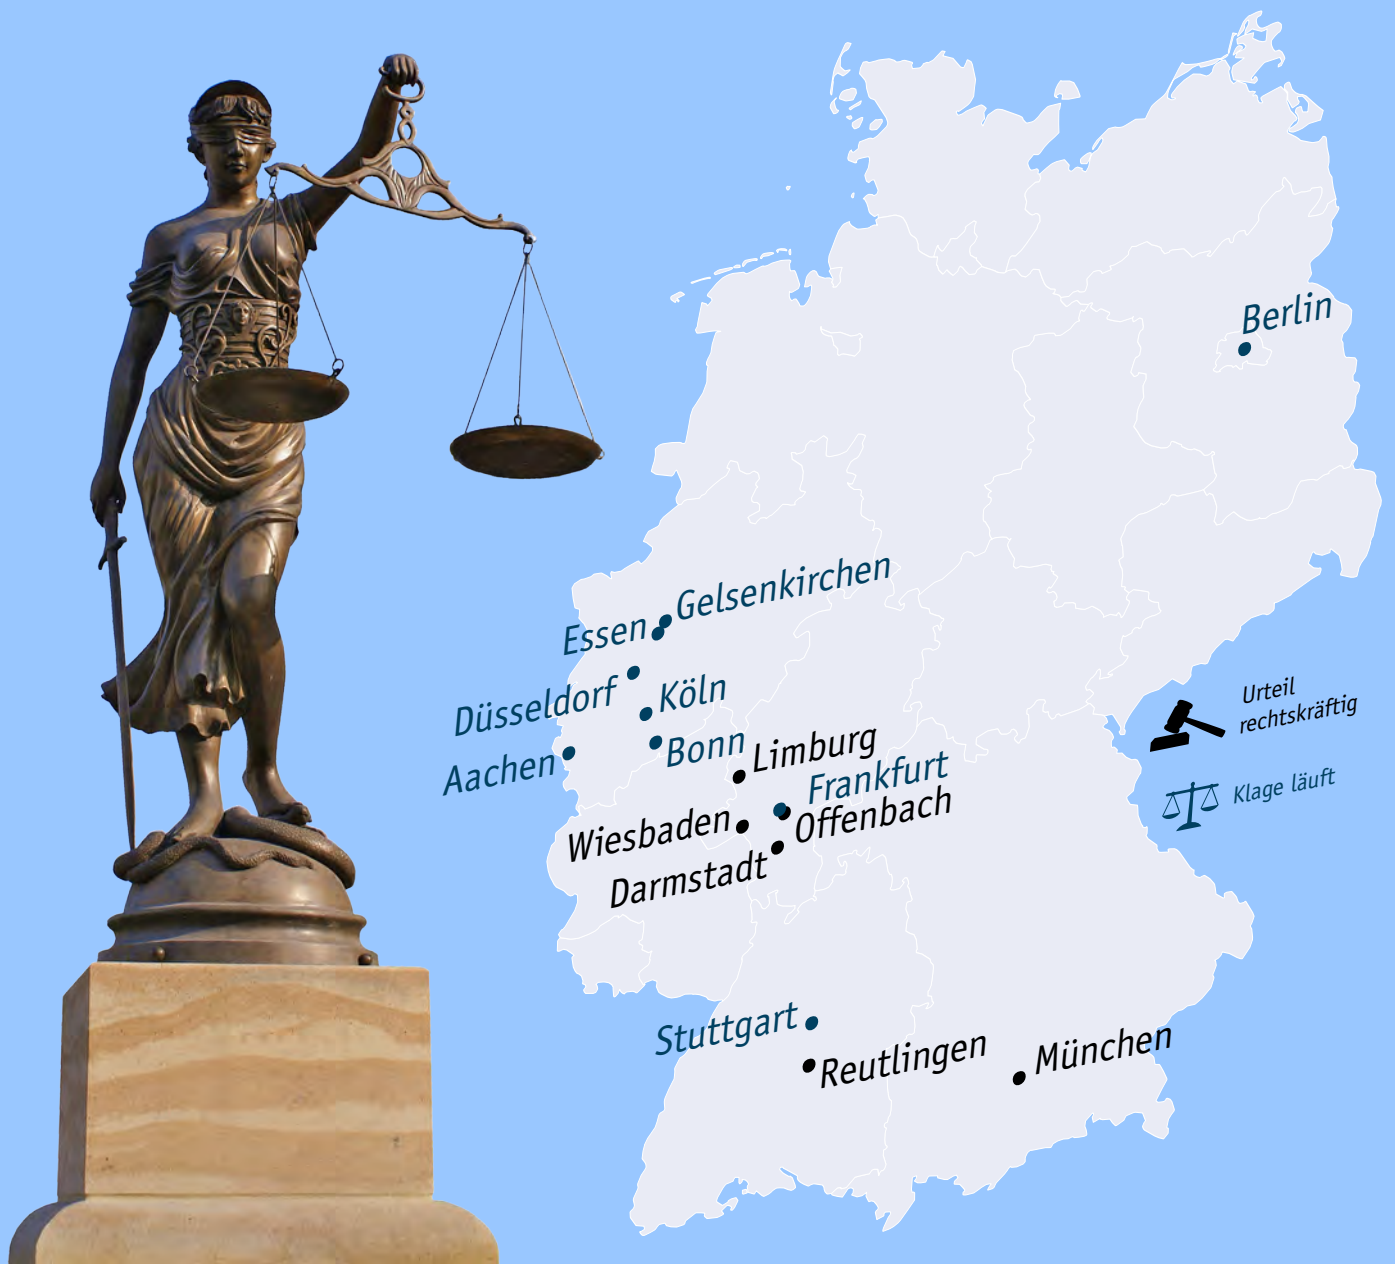 Berlin
Gelsenkirchen
Essen
Düsseldorf
Köln
Aachen
Bonn
Limburg
Frankfurt
Wiesbaden
Offenbach
Darmstadt
Urteil
rechtskräftig
Klage läuft
Stuttgart
Reutlingen
München